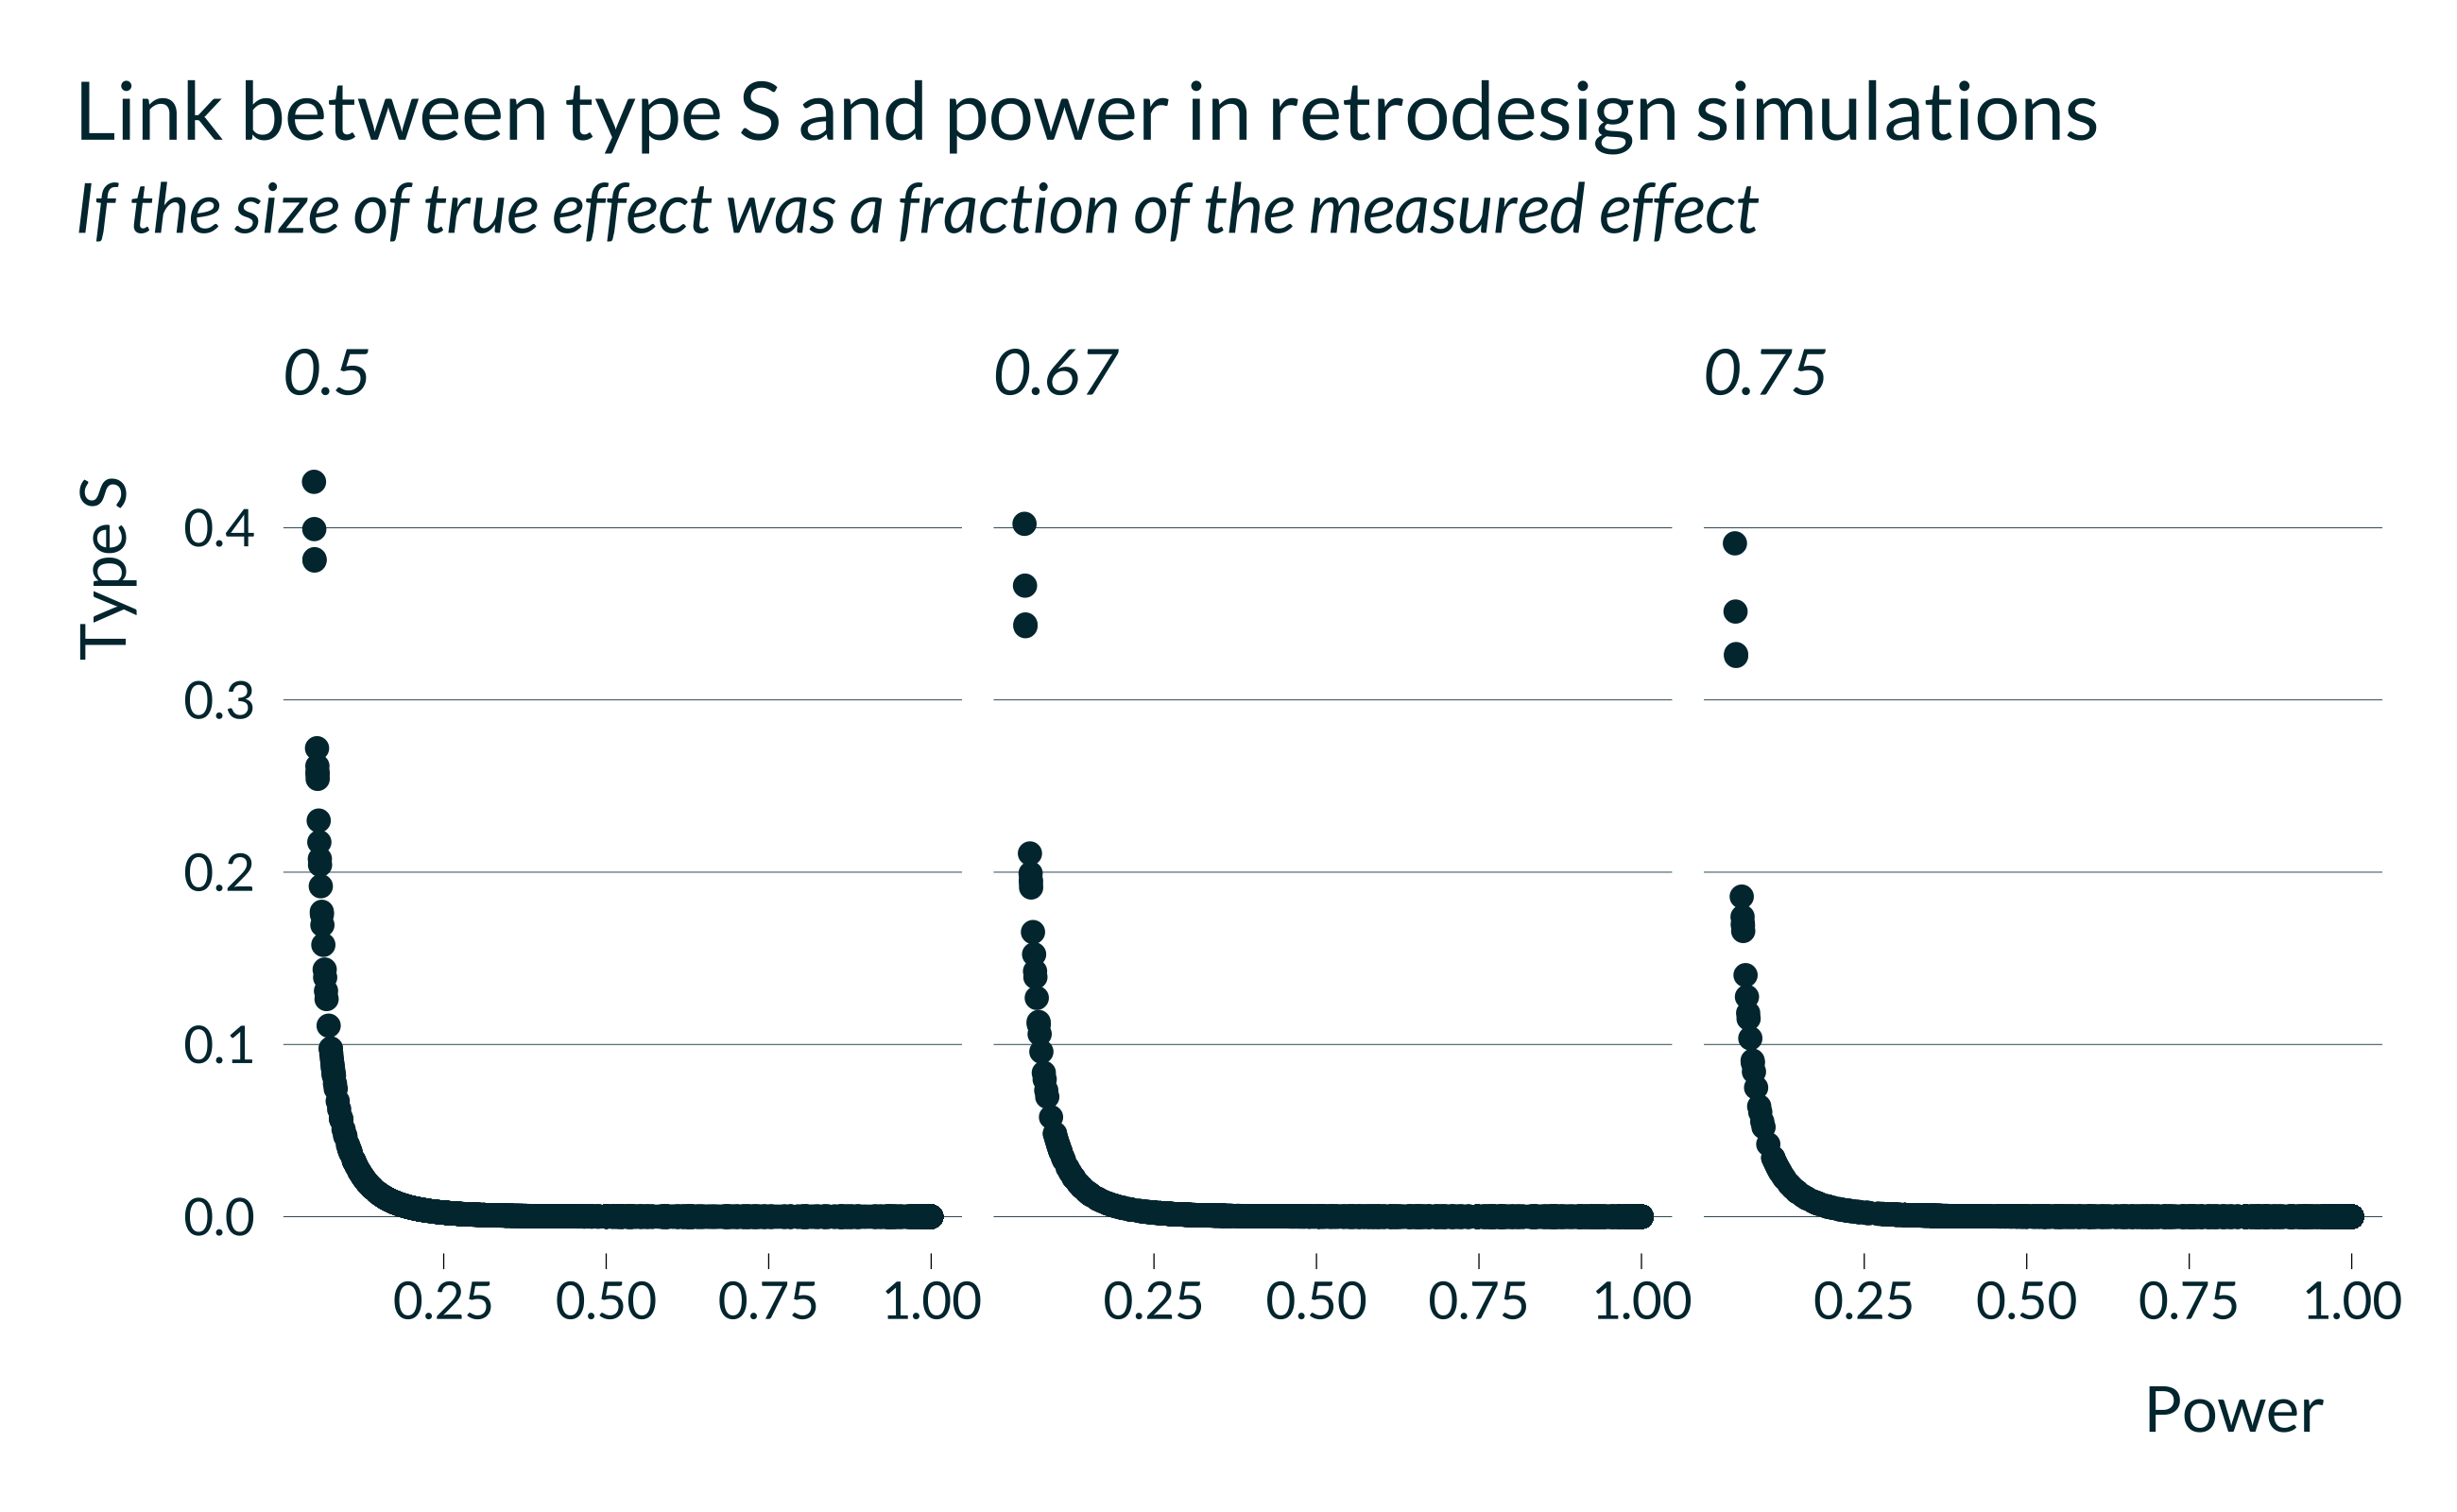 Link between type S and power in retrodesign simulations
If the size of true effect was a fraction of the measured effect
0.5
0.67
0.75
Type S
0.4
0.3
0.2
0.1
0.0
0.25 0.50 0.75 1.00 0.25 0.50 0.75 1.00 0.25 0.50 0.75 1.00
Power